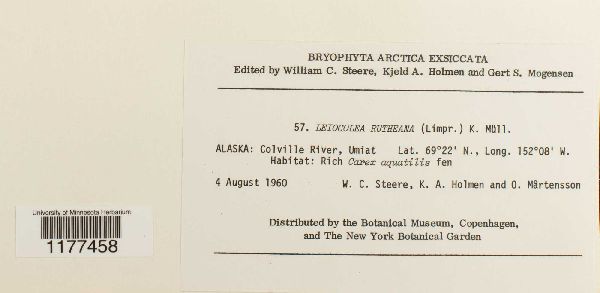 BRYOPHYTA ARCTICA EXSICCATA
Edited by William C. Steere, Kjeld A. Holmen and Gert S. Mogensen
57. LEIOCOLEA RUTHEANA (Limpr.) K. Müll.
ALASKA: Colville River, Umiat Lat. 69°22' N., Long. 152°08' W.
Habitat: Rich Carex aquatilis fen
4 August 1960 W. C. Steere, K. A. Holmen and O. Mårtensson
Distributed by the Botanical Museum, Copenhagen,
and The New York Botanical Garden
University of Minnesota Herbarium
1177458